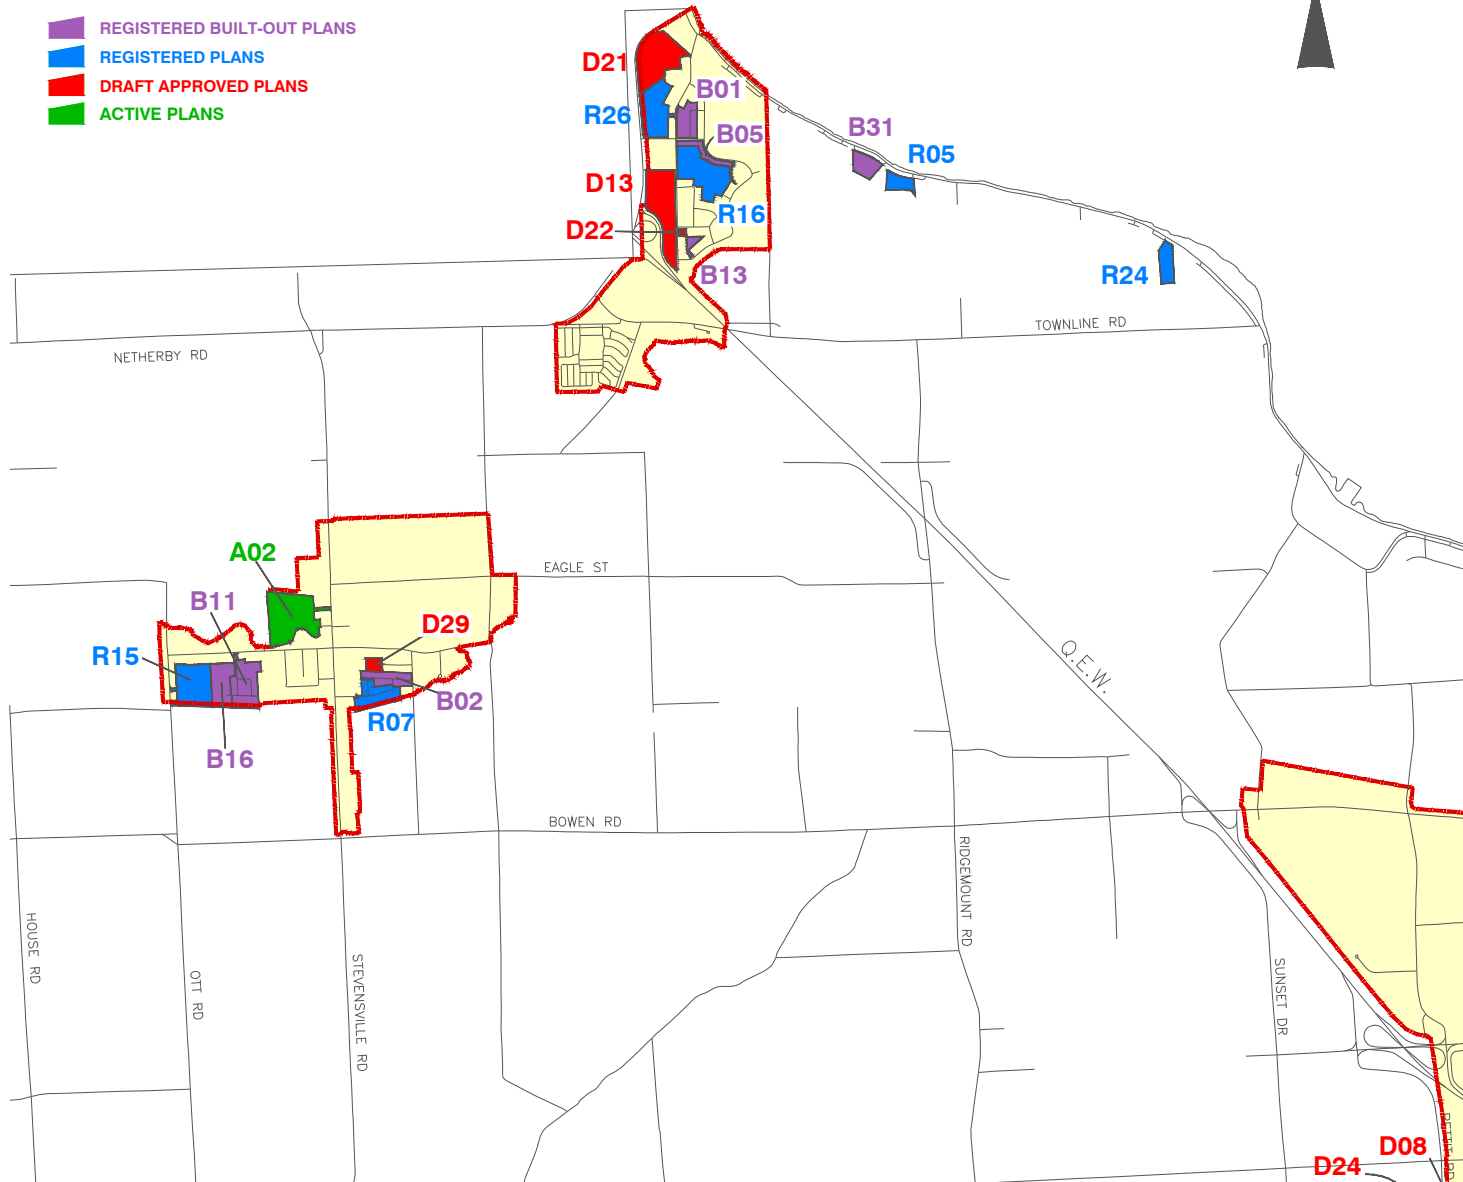 REGISTERED BUILT-OUT PLANS
REGISTERED PLANS
DRAFT APPROVED PLANS
ACTIVE PLANS
D21
B01
R26
B05
B31
R05
D13
R16
D22
B13
R24
TOWNLINE RD
NETHERBY RD
A02
EAGLE ST
B11
D29
R15
B02
R07
B16
Q.E.W.
BOWEN RD
RIDGEMOUNT RD
HOUSE RD
OTT RD
STEVENSVILLE RD
SUNSET DR
PETTIT RD
D08
D24